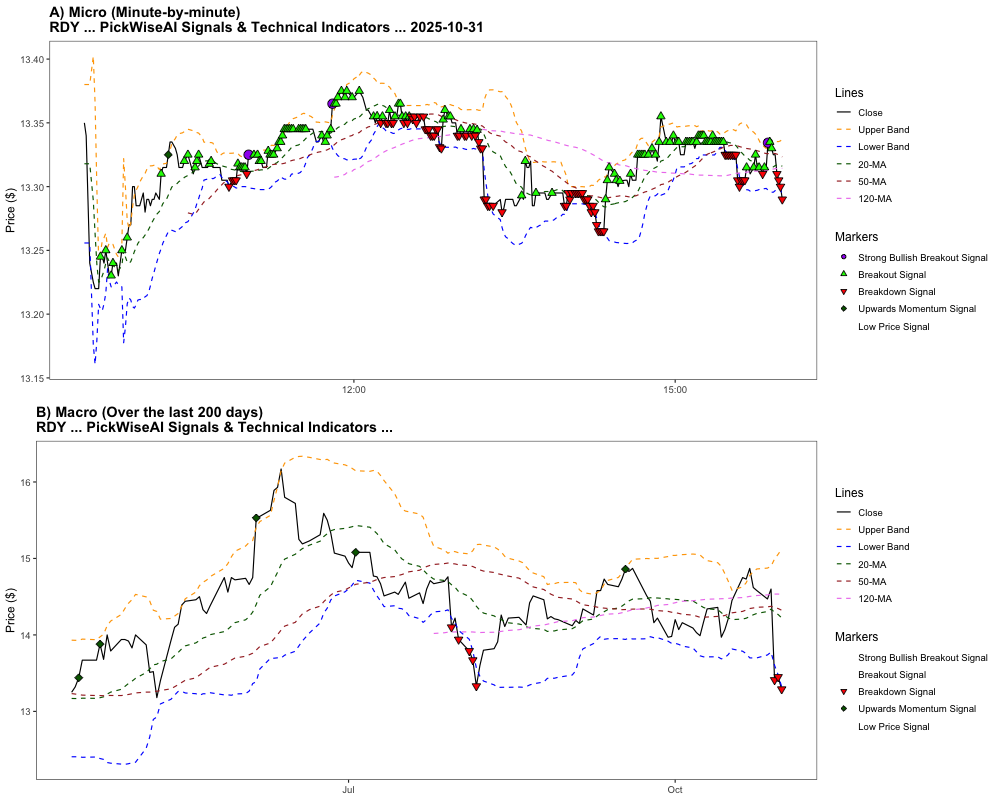 A) Micro (Minute-by-minute)
RDY ... PickWiseAI Signals & Technical Indicators ... 2025-10-31
Price ($)
13.40
13.35
13.30
13.25
13.20
13.15
12:00
15:00
Lines
Close
Upper Band
Lower Band
20-MA
50-MA
120-MA
Markers
Strong Bullish Breakout Signal
Breakout Signal
Breakdown Signal
Upwards Momentum Signal
Low Price Signal
B) Macro (Over the last 200 days)
RDY ... PickWiseAI Signals & Technical Indicators ...
Price ($)
16
15
14
13
Jul
Oct
Lines
Close
Upper Band
Lower Band
20-MA
50-MA
120-MA
Markers
Strong Bullish Breakout Signal
Breakout Signal
Breakdown Signal
Upwards Momentum Signal
Low Price Signal